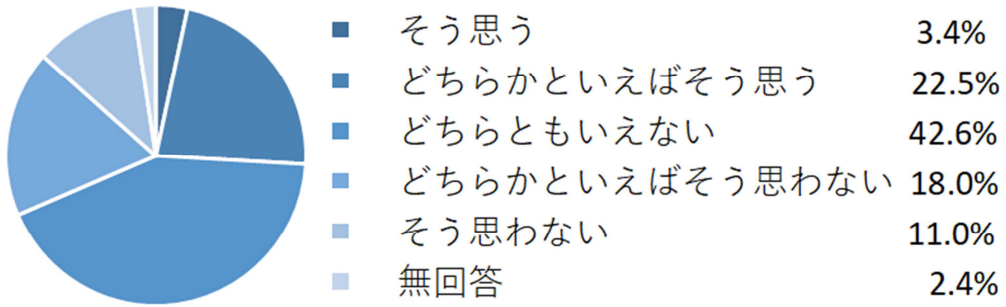 そう思う 3.4%
どちらかといえばそう思う 22.5%
どちらともいえない 42.6%
どちらかといえばそう思わない 18.0%
そう思わない 11.0%
無回答 2.4%